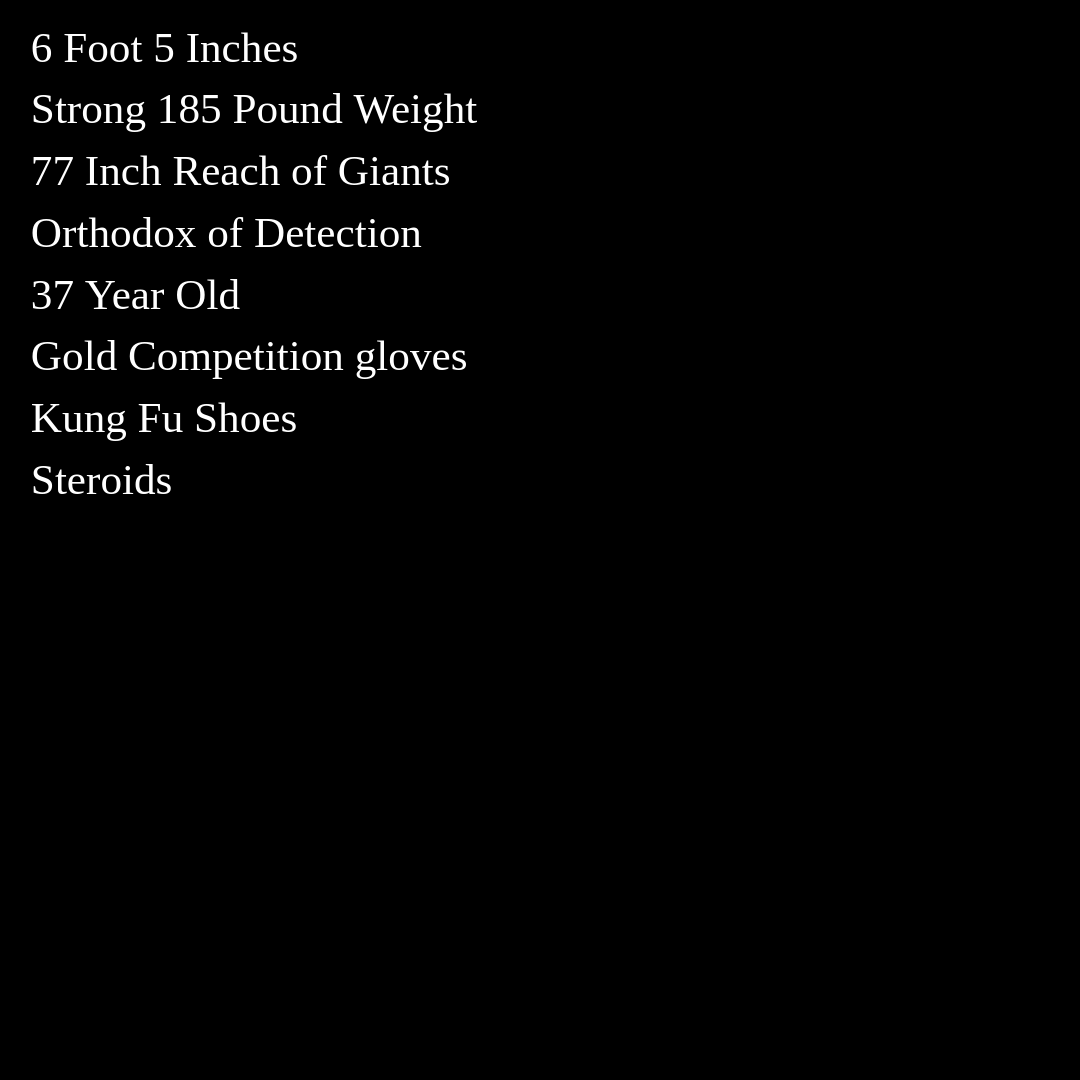 6 Foot 5 Inches
Strong 185 Pound Weight
77 Inch Reach of Giants
Orthodox of Detection
37 Year Old
Gold Competition gloves
Kung Fu Shoes
Steroids